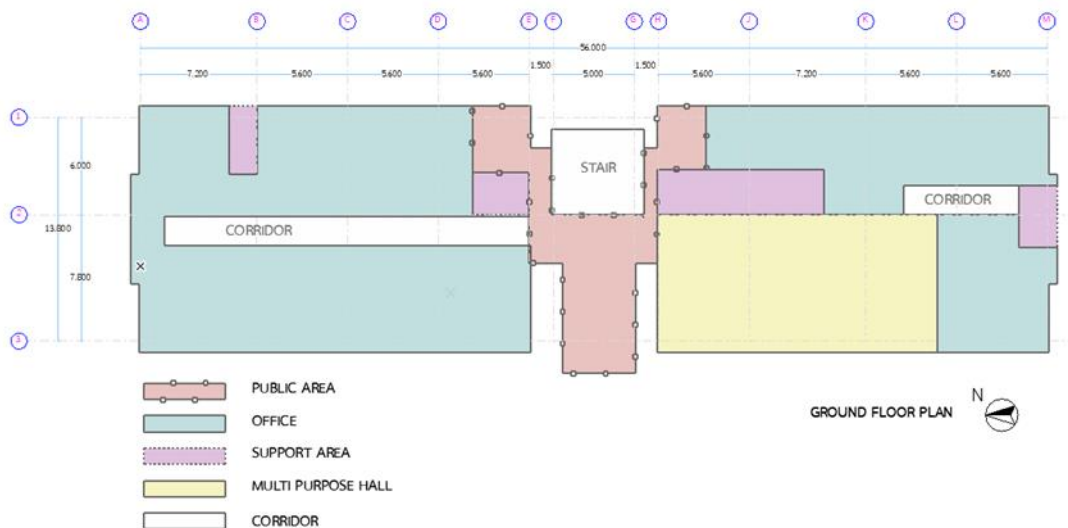 A B C D E F G H J K L M
56.000
7.200 5.600 5.600 5.600 1.500 5.000 1.500 5.600 7.200 5.600 5.600
1
6.000
STAIR
2
CORRIDOR
13.800
CORRIDOR
7.800
3
PUBLIC AREA
OFFICE
SUPPORT AREA
MULTI PURPOSE HALL
CORRIDOR
GROUND FLOOR PLAN
N